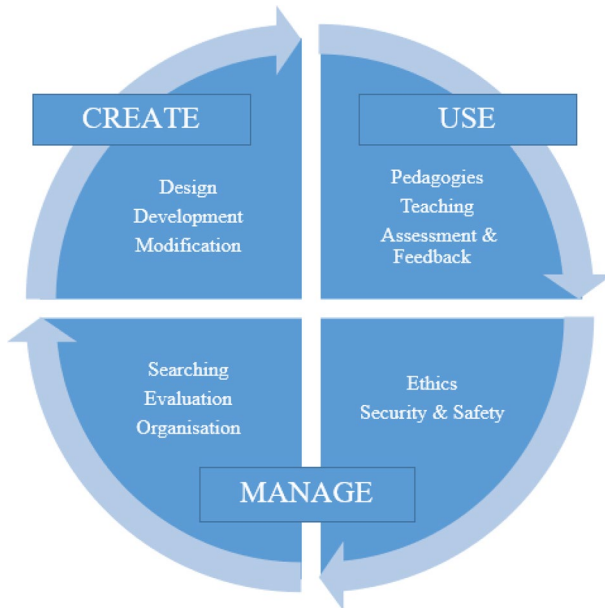 CREATE
Design
Development
Modification
USE
Pedagogies
Teaching
Assessment &
Feedback
Searching
Evaluation
Organisation
Ethics
Security & Safety
MANAGE